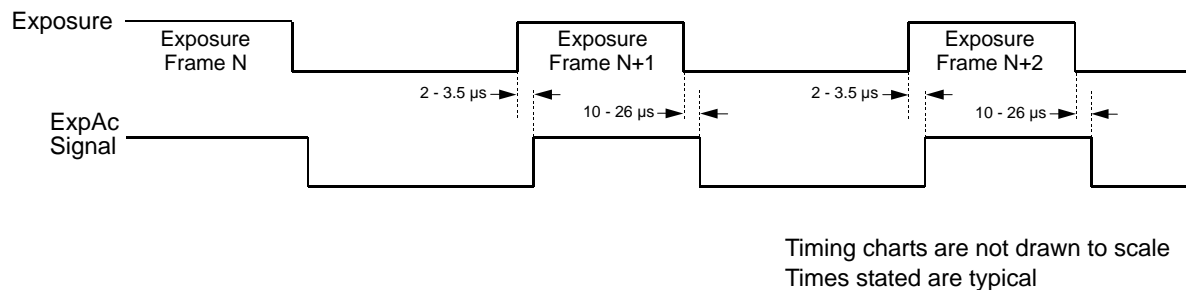 Exposure
Exposure
Frame N
Exposure
Frame N+1
Exposure
Frame N+2
2 - 3.5 µs
10 - 26 µs
2 - 3.5 µs
10 - 26 µs
ExpAc
Signal
Timing charts are not drawn to scale
Times stated are typical